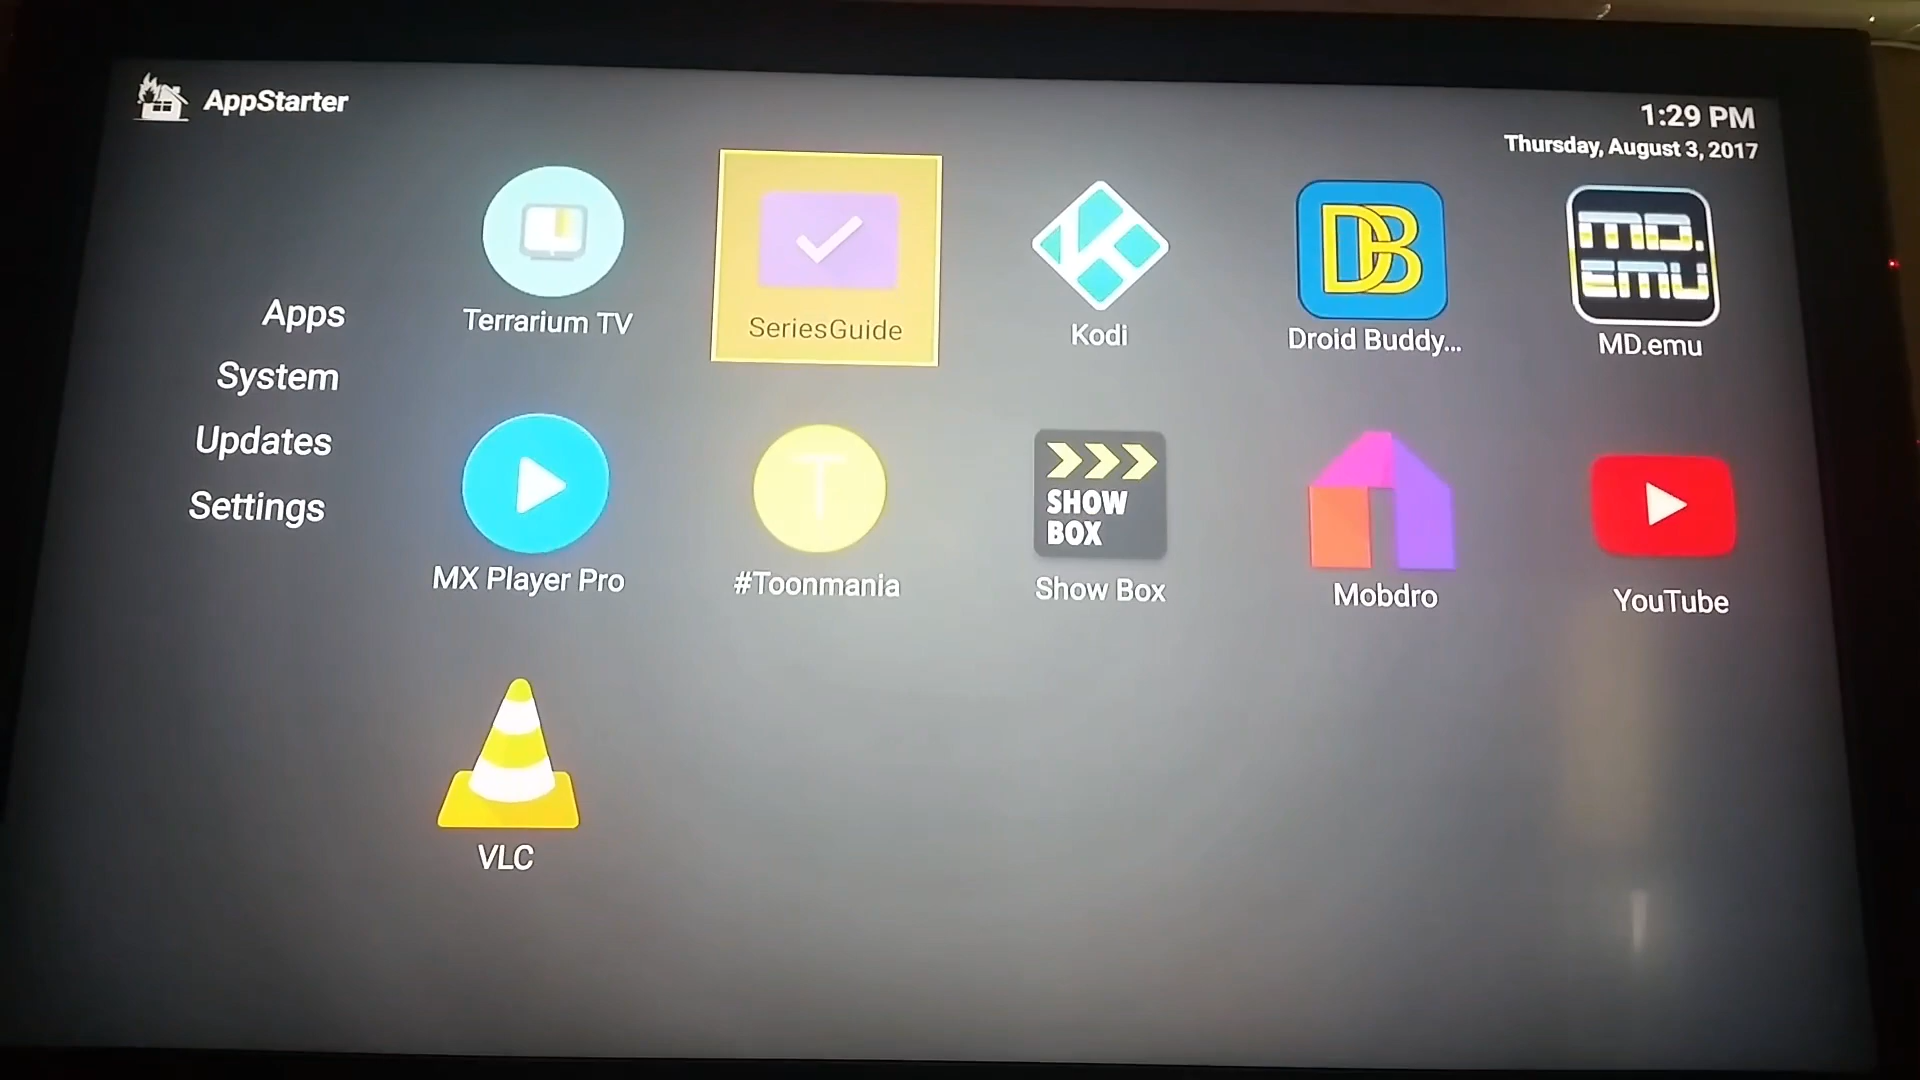 AppStarter
1:29 PM
Thursday, August 3, 2017
Apps
System
Updates
Settings
Terrarium TV
SeriesGuide
Kodi
DB
Droid Buddy...
MD.
EMU
MD.emu
MX Player Pro
T
#Toonmania
SHOW
BOX
Show Box
Mobdro
YouTube
VLC